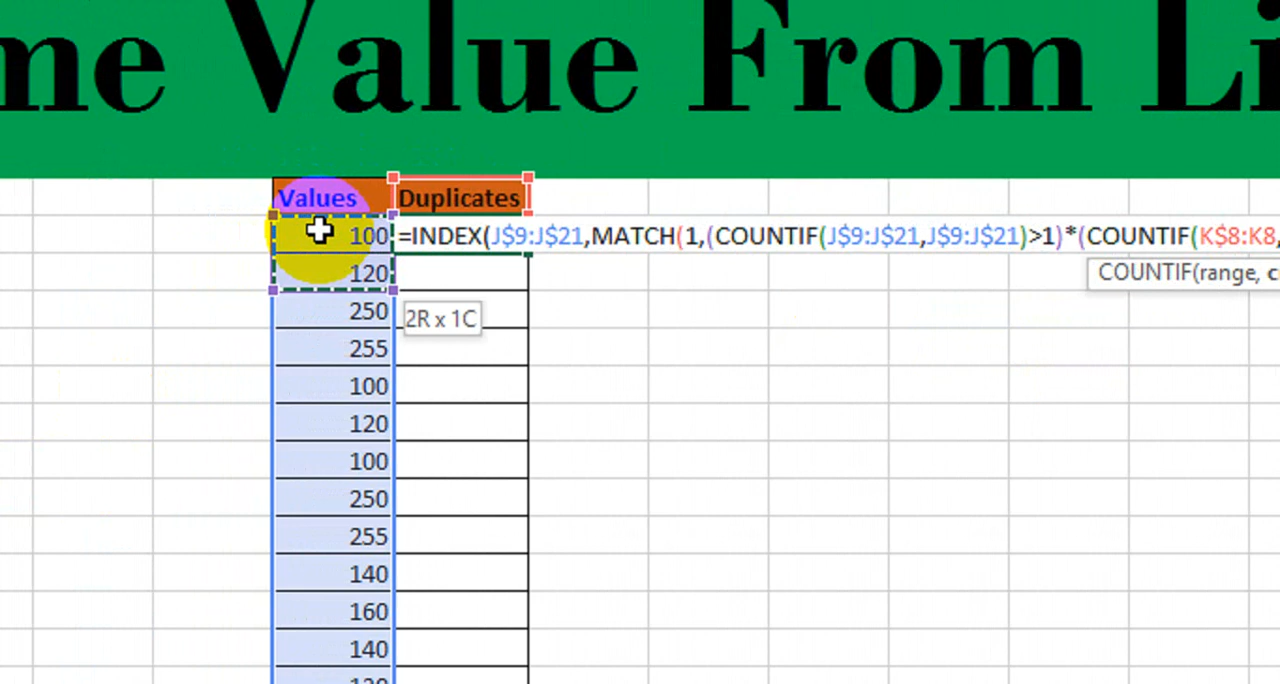 me Value From Li
Values Duplicates
100 =INDEX(J$9:J$21,MATCH(1,(COUNTIF(J$9:J$21,J$9:J$21)>1)*(COUNTIF(K$8:K8,
120 COUNTIF(range, c
250 2R x 1C
255
100
120
100
250
255
140
160
140